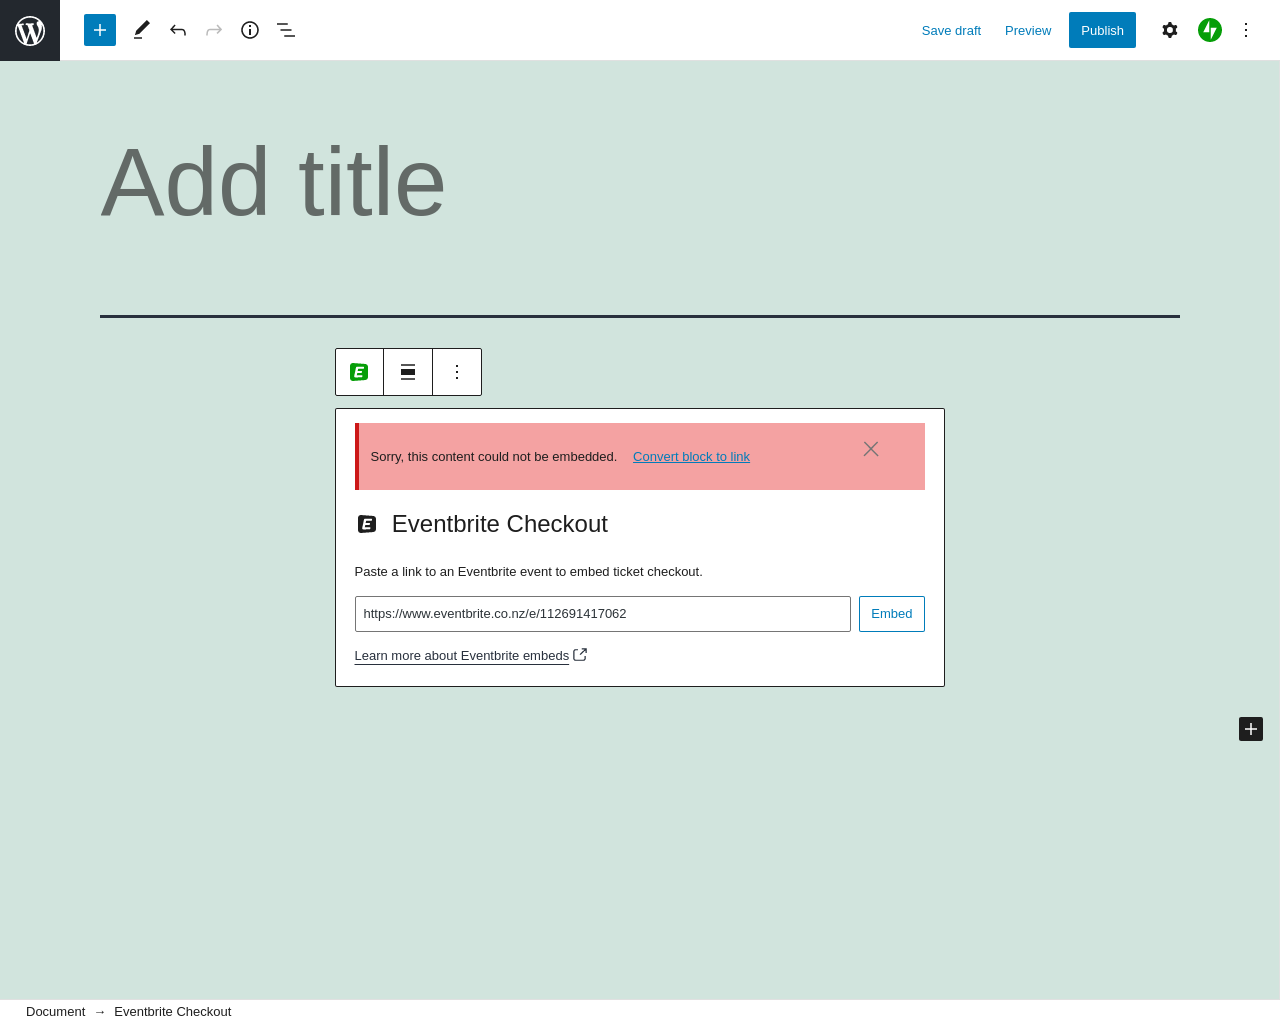 Save draft
Preview
Publish
Add title
Sorry, this content could not be embedded. Convert block to link
Eventbrite Checkout
Paste a link to an Eventbrite event to embed ticket checkout.
https://www.eventbrite.co.nz/e/112691417062
Embed
Learn more about Eventbrite embeds
Document → Eventbrite Checkout